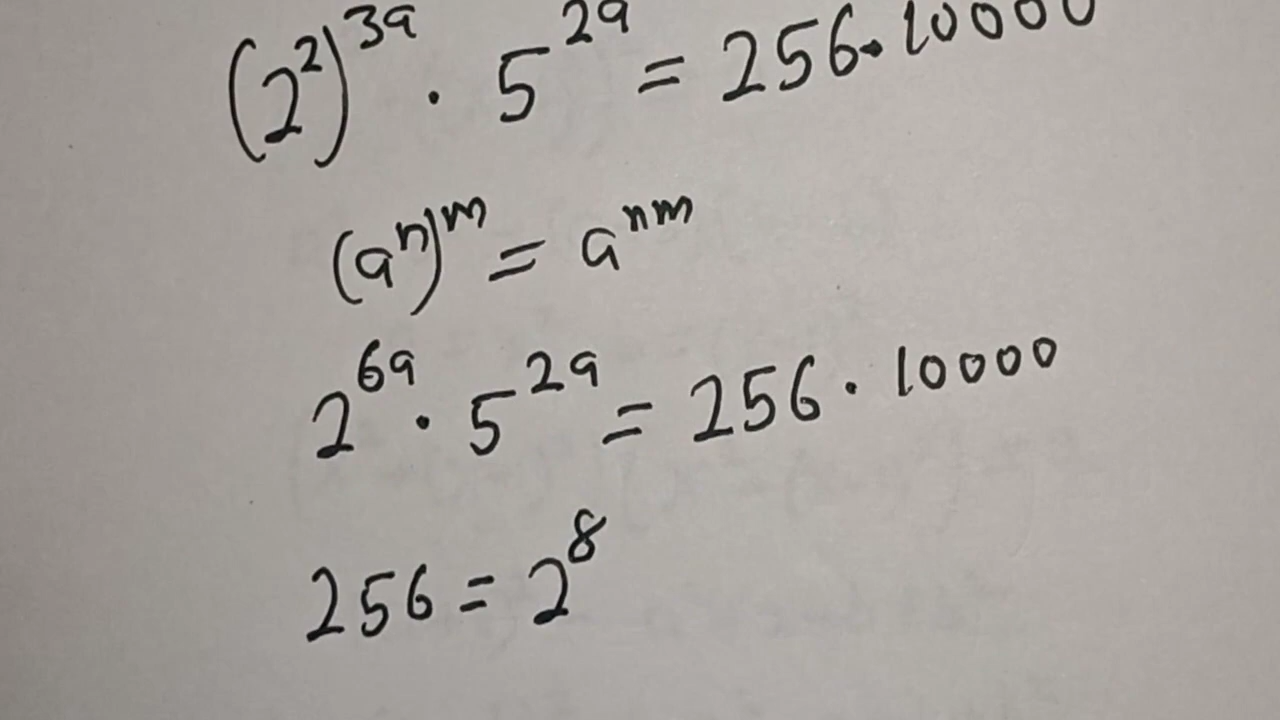 (2²)³ᵃ · 5²ᵃ = 256 · 10000
(aⁿ)ᵐ = aⁿᵐ
2⁶ᵃ · 5²ᵃ = 256 · 10000
256 = 2⁸